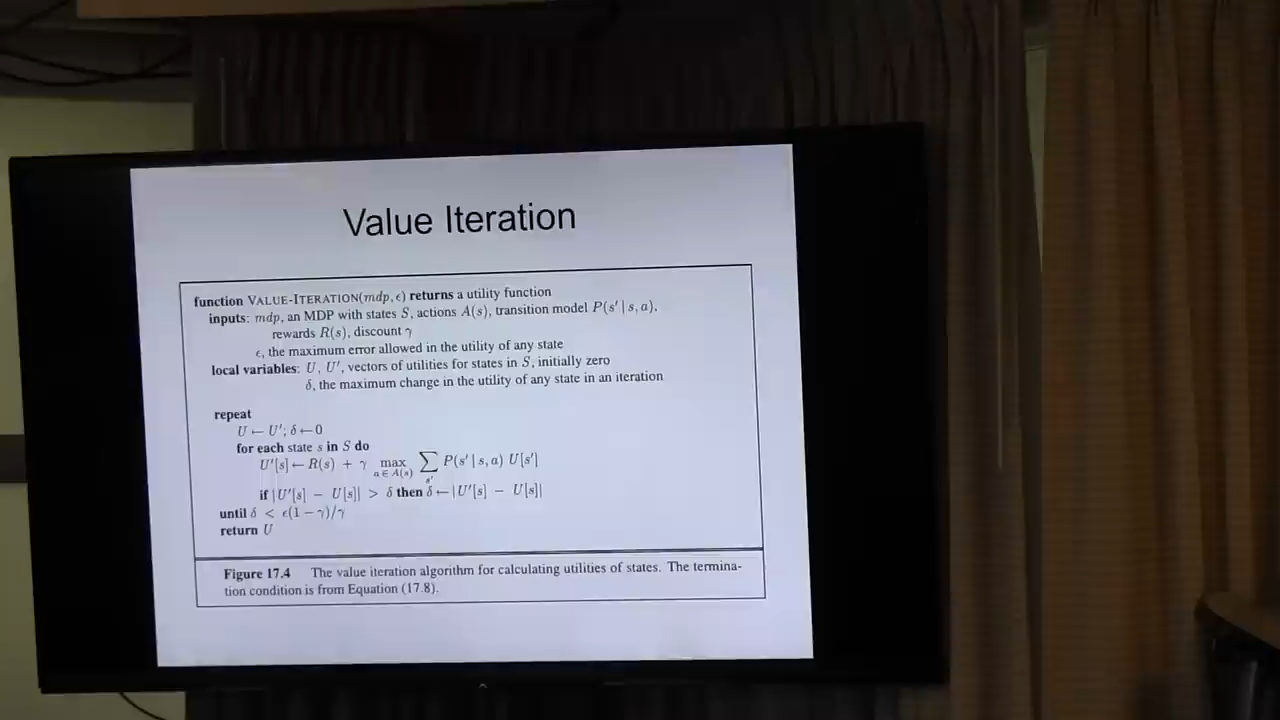 Value Iteration
function VALUE-ITERATION(mdp, ϵ) returns a utility function
inputs: mdp, an MDP with states S, actions A(s), transition model P(s′ | s, a),
rewards R(s), discount γ
ϵ, the maximum error allowed in the utility of any state
local variables: U, U′, vectors of utilities for states in S, initially zero
δ, the maximum change in the utility of any state in an iteration
repeat
U ← U′; δ ← 0
for each state s in S do
U′[s] ← R(s) + γ max a ∈ A(s) ∑ s′ P(s′ | s, a) U[s′]
if |U′[s] − U[s]| > δ then δ ← |U′[s] − U[s]|
until δ < ϵ(1 − γ)/γ
return U
Figure 17.4 The value iteration algorithm for calculating utilities of states. The termina-
tion condition is from Equation (17.8).